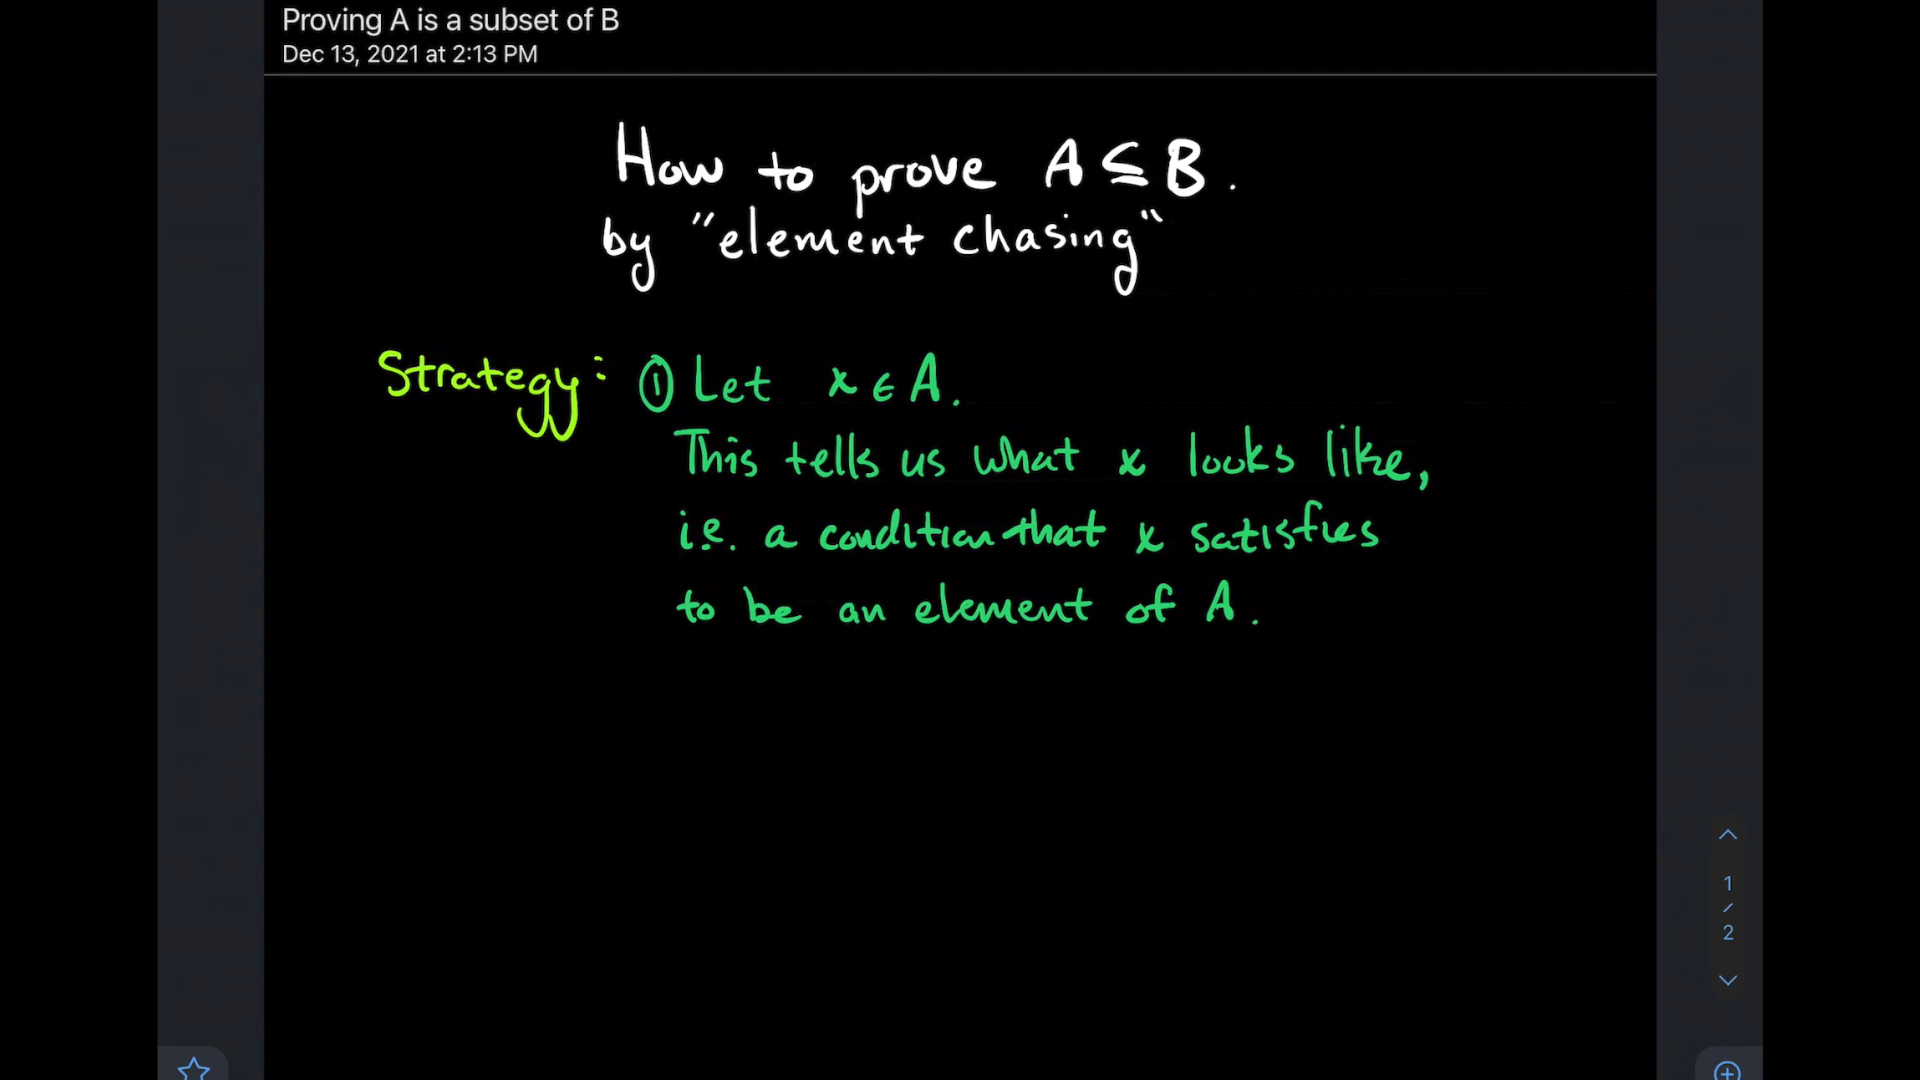 Proving A is a subset of B
Dec 13, 2021 at 2:13 PM
How to prove A ⊆ B.
by "element chasing"
Strategy: ① Let x ∈ A.
This tells us what x looks like,
i.e. a condition that x satisfies
to be an element of A.
1
/
2